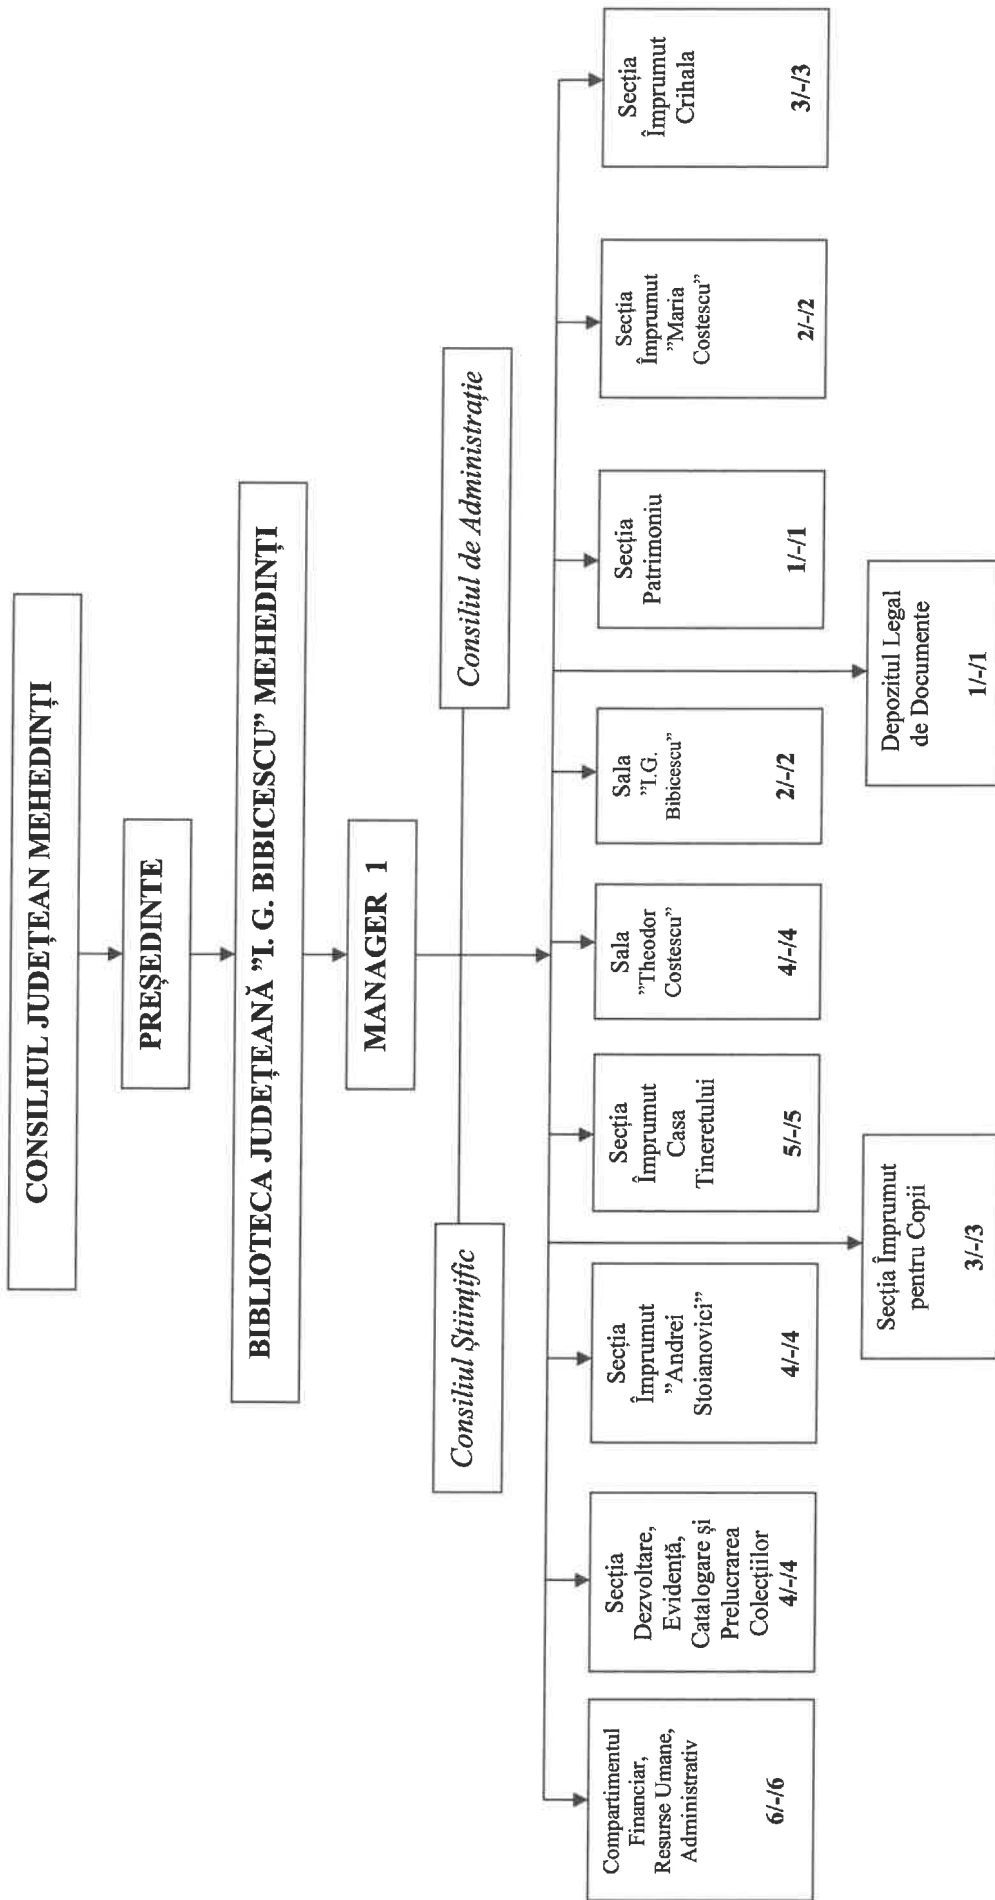 CONSILIUL JUDEȚEAN MEHEDINȚI
PREȘEDINTE
BIBLIOTECA JUDEȚEANĂ ”I. G. BIBICESCU” MEHEDINȚI
MANAGER 1
Consiliul Științific
Consiliul de Administrație
Compartimentul
Financiar,
Resurse Umane,
Administrativ
6/-/6
Secția
Dezvoltare,
Evidență,
Catalogare și
Prelucrarea
Colecțiilor
4/-/4
Secția
Împrumut
”Andrei
Stoianovici”
4/-/4
Secția
Împrumut
Casa
Tineretului
5/-/5
Sala
”Theodor
Costescu”
4/-/4
Sala
”I.G.
Bibicescu”
2/-/2
Secția
Patrimoniu
1/-/1
Secția
Împrumut
”Maria
Costescu”
2/-/2
Secția
Împrumut
Crihala
3/-/3
Secția Împrumut
pentru Copii
3/-/3
Depozitul Legal
de Documente
1/-/1